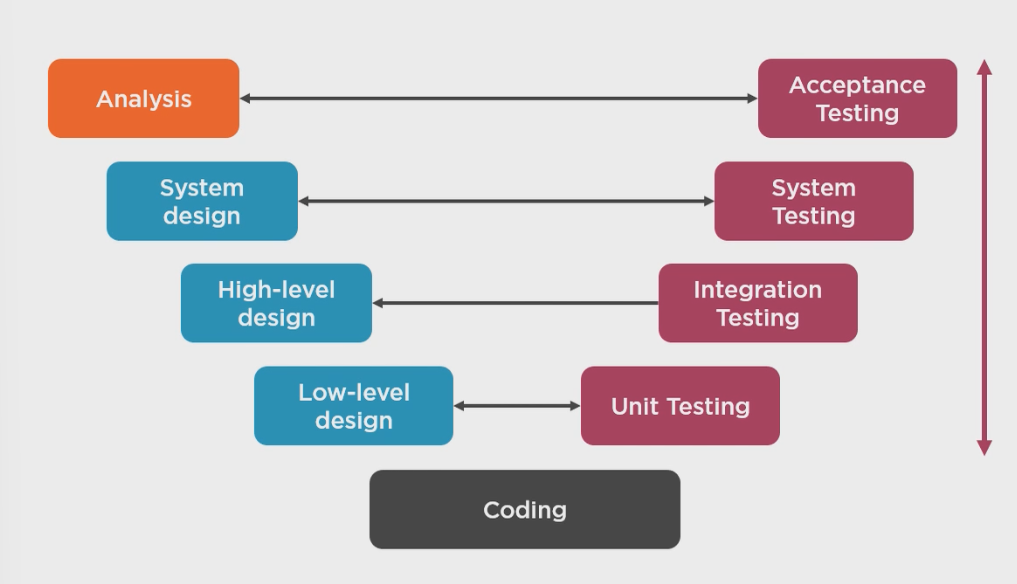 Analysis
Acceptance
Testing
System
design
System
Testing
High-level
design
Integration
Testing
Low-level
design
Unit Testing
Coding